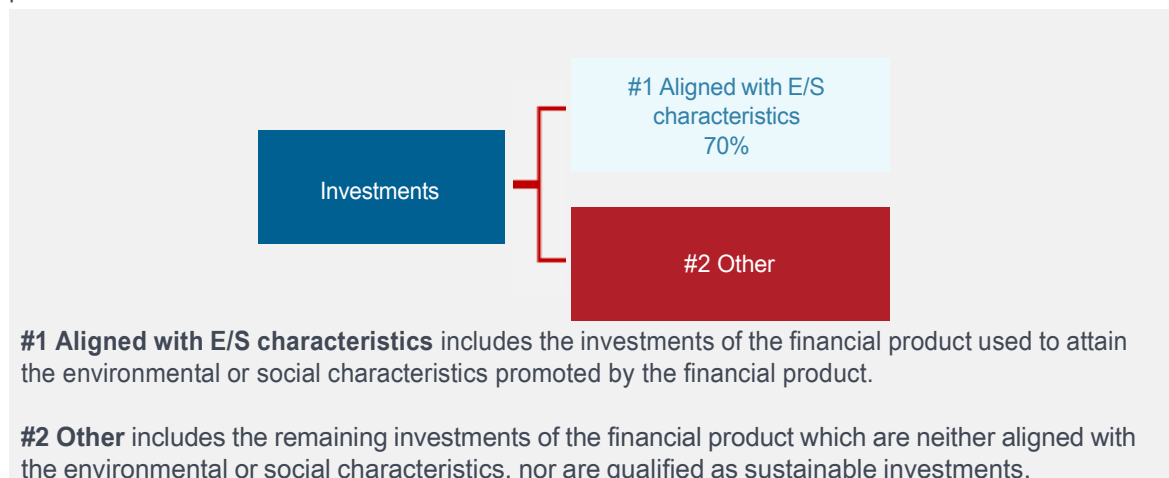 #1 Aligned with E/S
characteristics
70%
Investments
#2 Other
#1 Aligned with E/S characteristics includes the investments of the financial product used to attain
the environmental or social characteristics promoted by the financial product.
#2 Other includes the remaining investments of the financial product which are neither aligned with
the environmental or social characteristics, nor are qualified as sustainable investments.